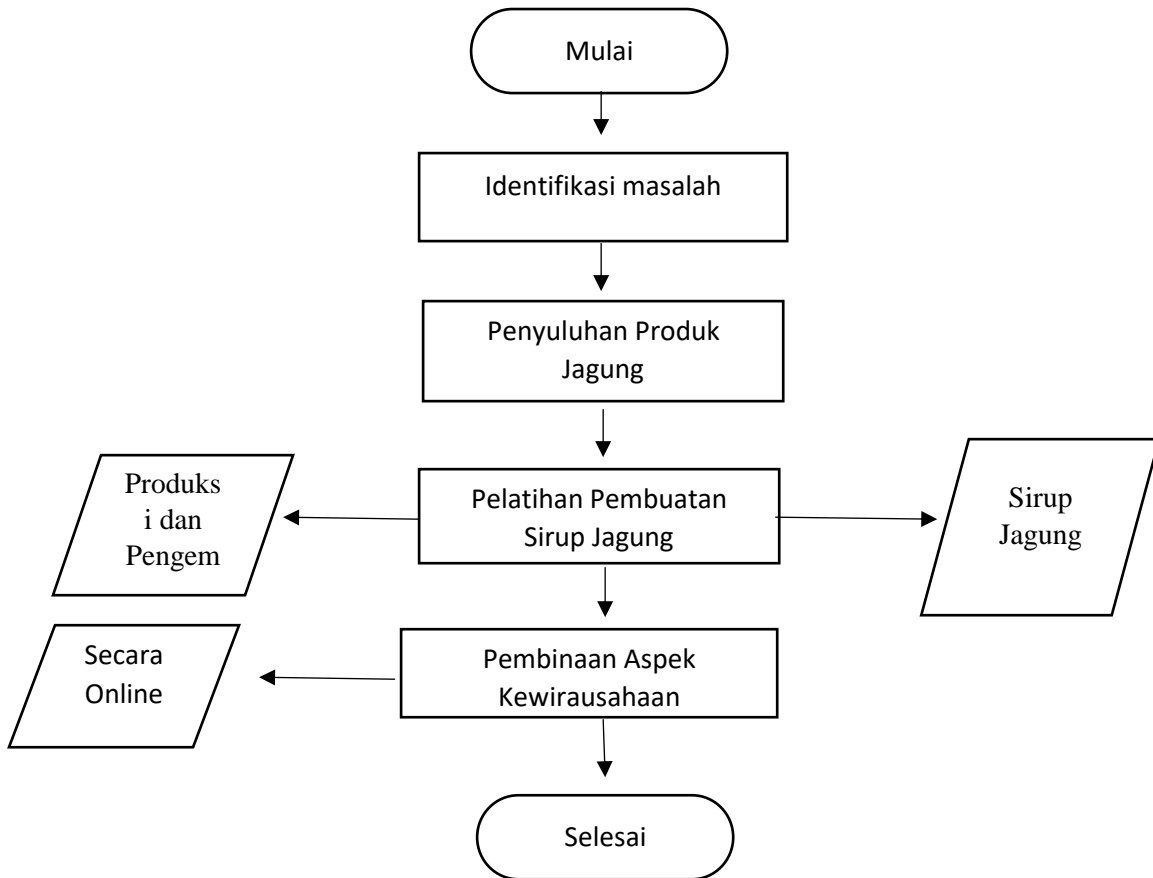 Mulai
Identifikasi masalah
Penyuluhan Produk
Jagung
Produks
i dan
Pengem
Pelatihan Pembuatan
Sirup Jagung
Sirup
Jagung
Secara
Online
Pembinaan Aspek
Kewirausahaan
Selesai